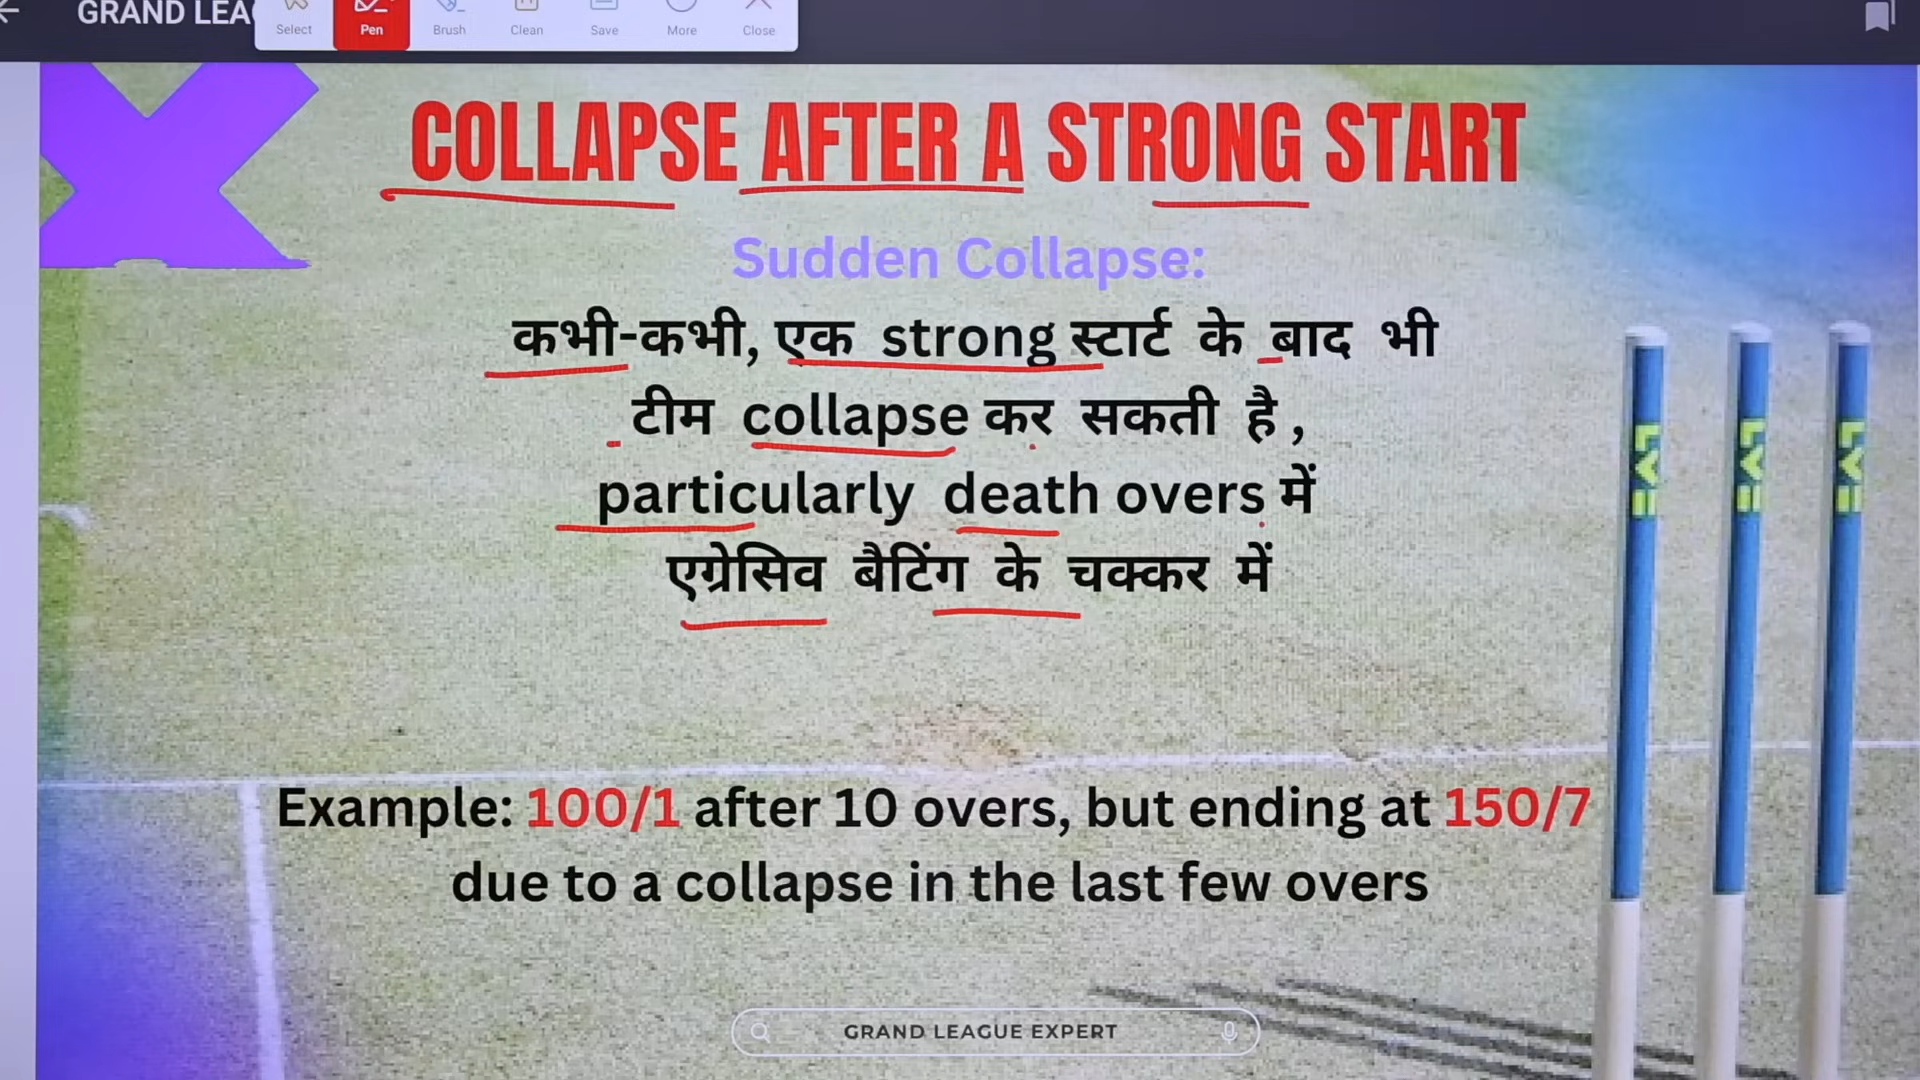 GRAND LEA
Select
Pen
Brush
Clean
Save
More
Close
COLLAPSE AFTER A STRONG START
Sudden Collapse:
कभी-कभी, एक strong स्टार्ट के बाद भी
टीम collapse कर सकती है,
particularly death overs में
एग्रेसिव बैटिंग के चक्कर में
Example: 100/1 after 10 overs, but ending at 150/7
due to a collapse in the last few overs
GRAND LEAGUE EXPERT